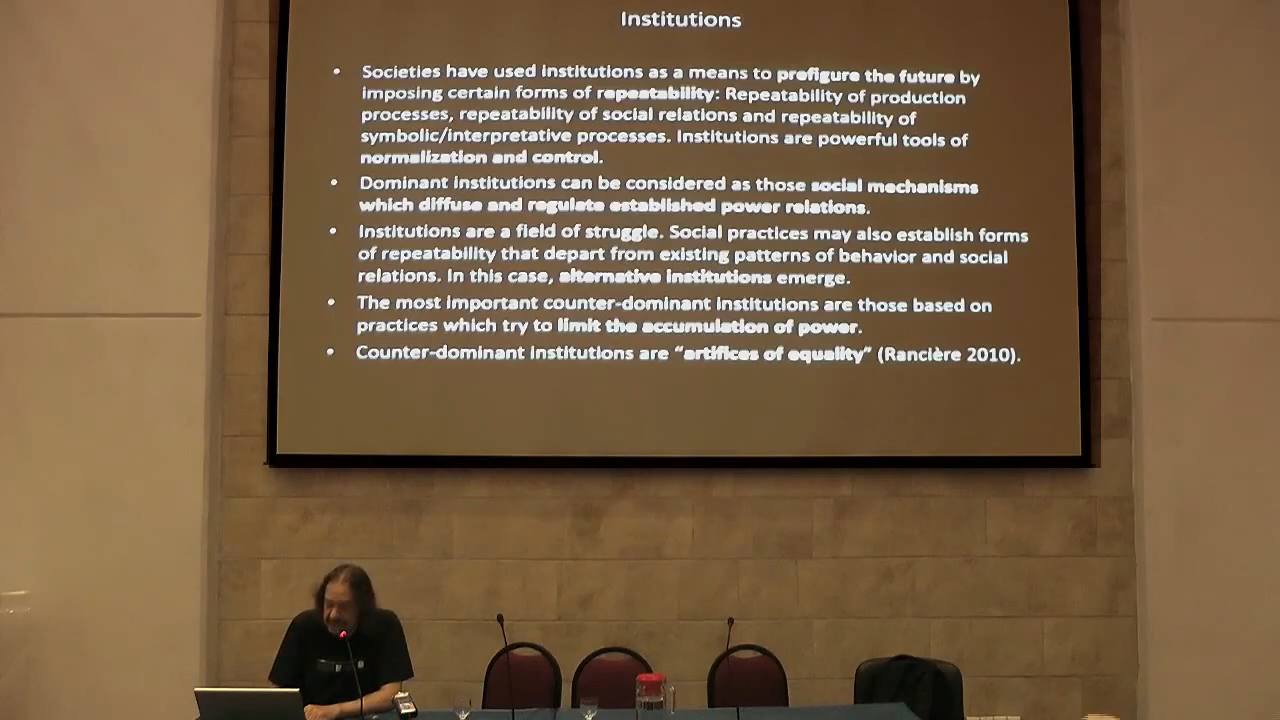 Institutions
• Societies have used institutions as a means to prefigure the future by
imposing certain forms of repeatability: Repeatability of production
processes, repeatability of social relations and repeatability of
symbolic/interpretative processes. Institutions are powerful tools of
normalization and control.
• Dominant institutions can be considered as those social mechanisms
which diffuse and regulate established power relations.
• Institutions are a field of struggle. Social practices may also establish forms
of repeatability that depart from existing patterns of behavior and social
relations. In this case, alternative institutions emerge.
• The most important counter-dominant institutions are those based on
practices which try to limit the accumulation of power.
• Counter-dominant institutions are “artifices of equality” (Rancière 2010).